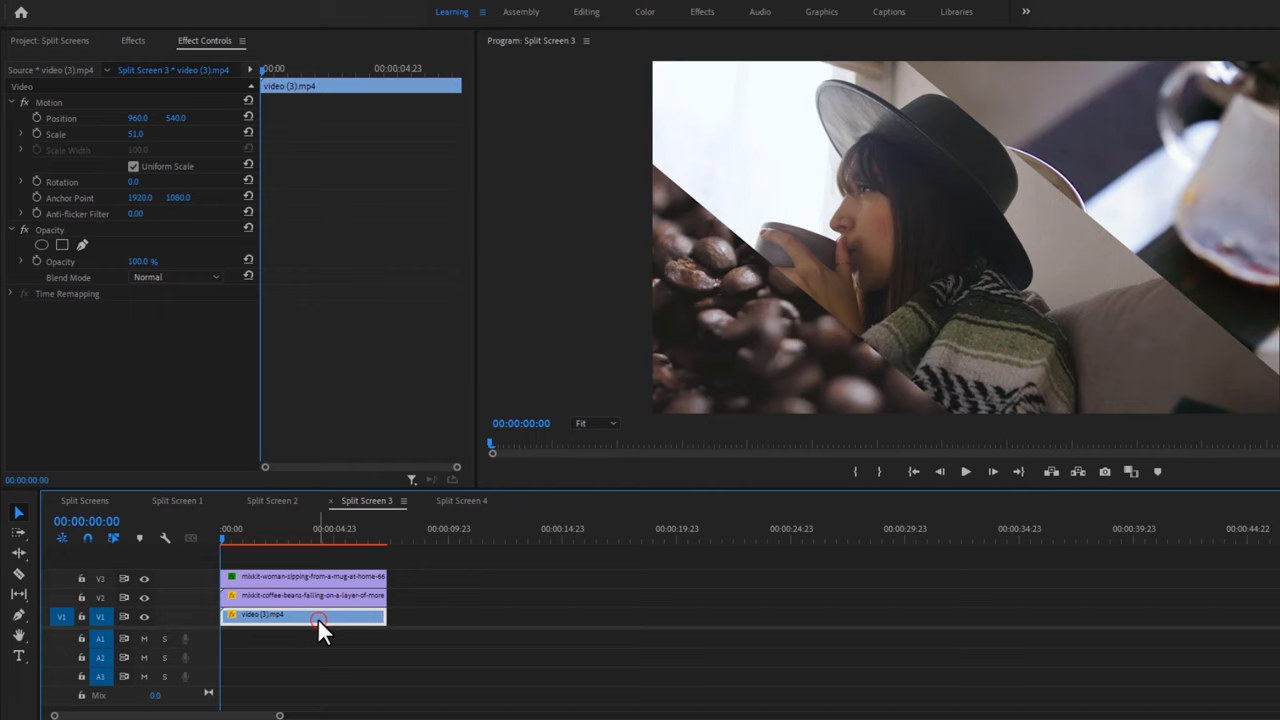 Learning Assembly Editing Color Effects Audio Graphics Captions Libraries
Project: Split Screens Effects Effect Controls
Program: Split Screen 3
Source * video (3).mp4 Split Screen 3 * video (3).mp4
:00:00 00:00:04:23
Video
video (3).mp4
fx Motion
Position 960.0 540.0
Scale 51.0
Scale Width 100.0
Uniform Scale
Rotation 0.0
Anchor Point 1920.0 1080.0
Anti-flicker Filter 0.00
fx Opacity
Opacity 100.0 %
Blend Mode Normal
fx Time Remapping
00:00:00:00 Fit
00:00:00:00
Split Screens Split Screen 1 Split Screen 2 × Split Screen 3 Split Screen 4
00:00:00:00
:00:00 00:00:04:23 00:00:09:23 00:00:14:23 00:00:19:23 00:00:24:23 00:00:29:23 00:00:34:23 00:00:39:23 00:00:44:22
V3 fx mixkit-woman-sipping-from-a-mug-at-home-66
V2 fx mixkit-coffee-beans-falling-on-a-layer-of-more
V1 V1 fx video (3).mp4
A1 M S
A2 M S
A3 M S
Mix 0.0